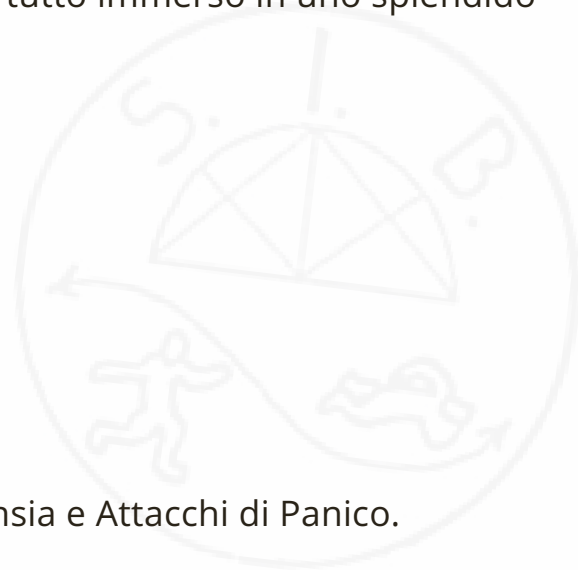 tutto immerso in uno splendido
S. I. B.
nsia e Attacchi di Panico.